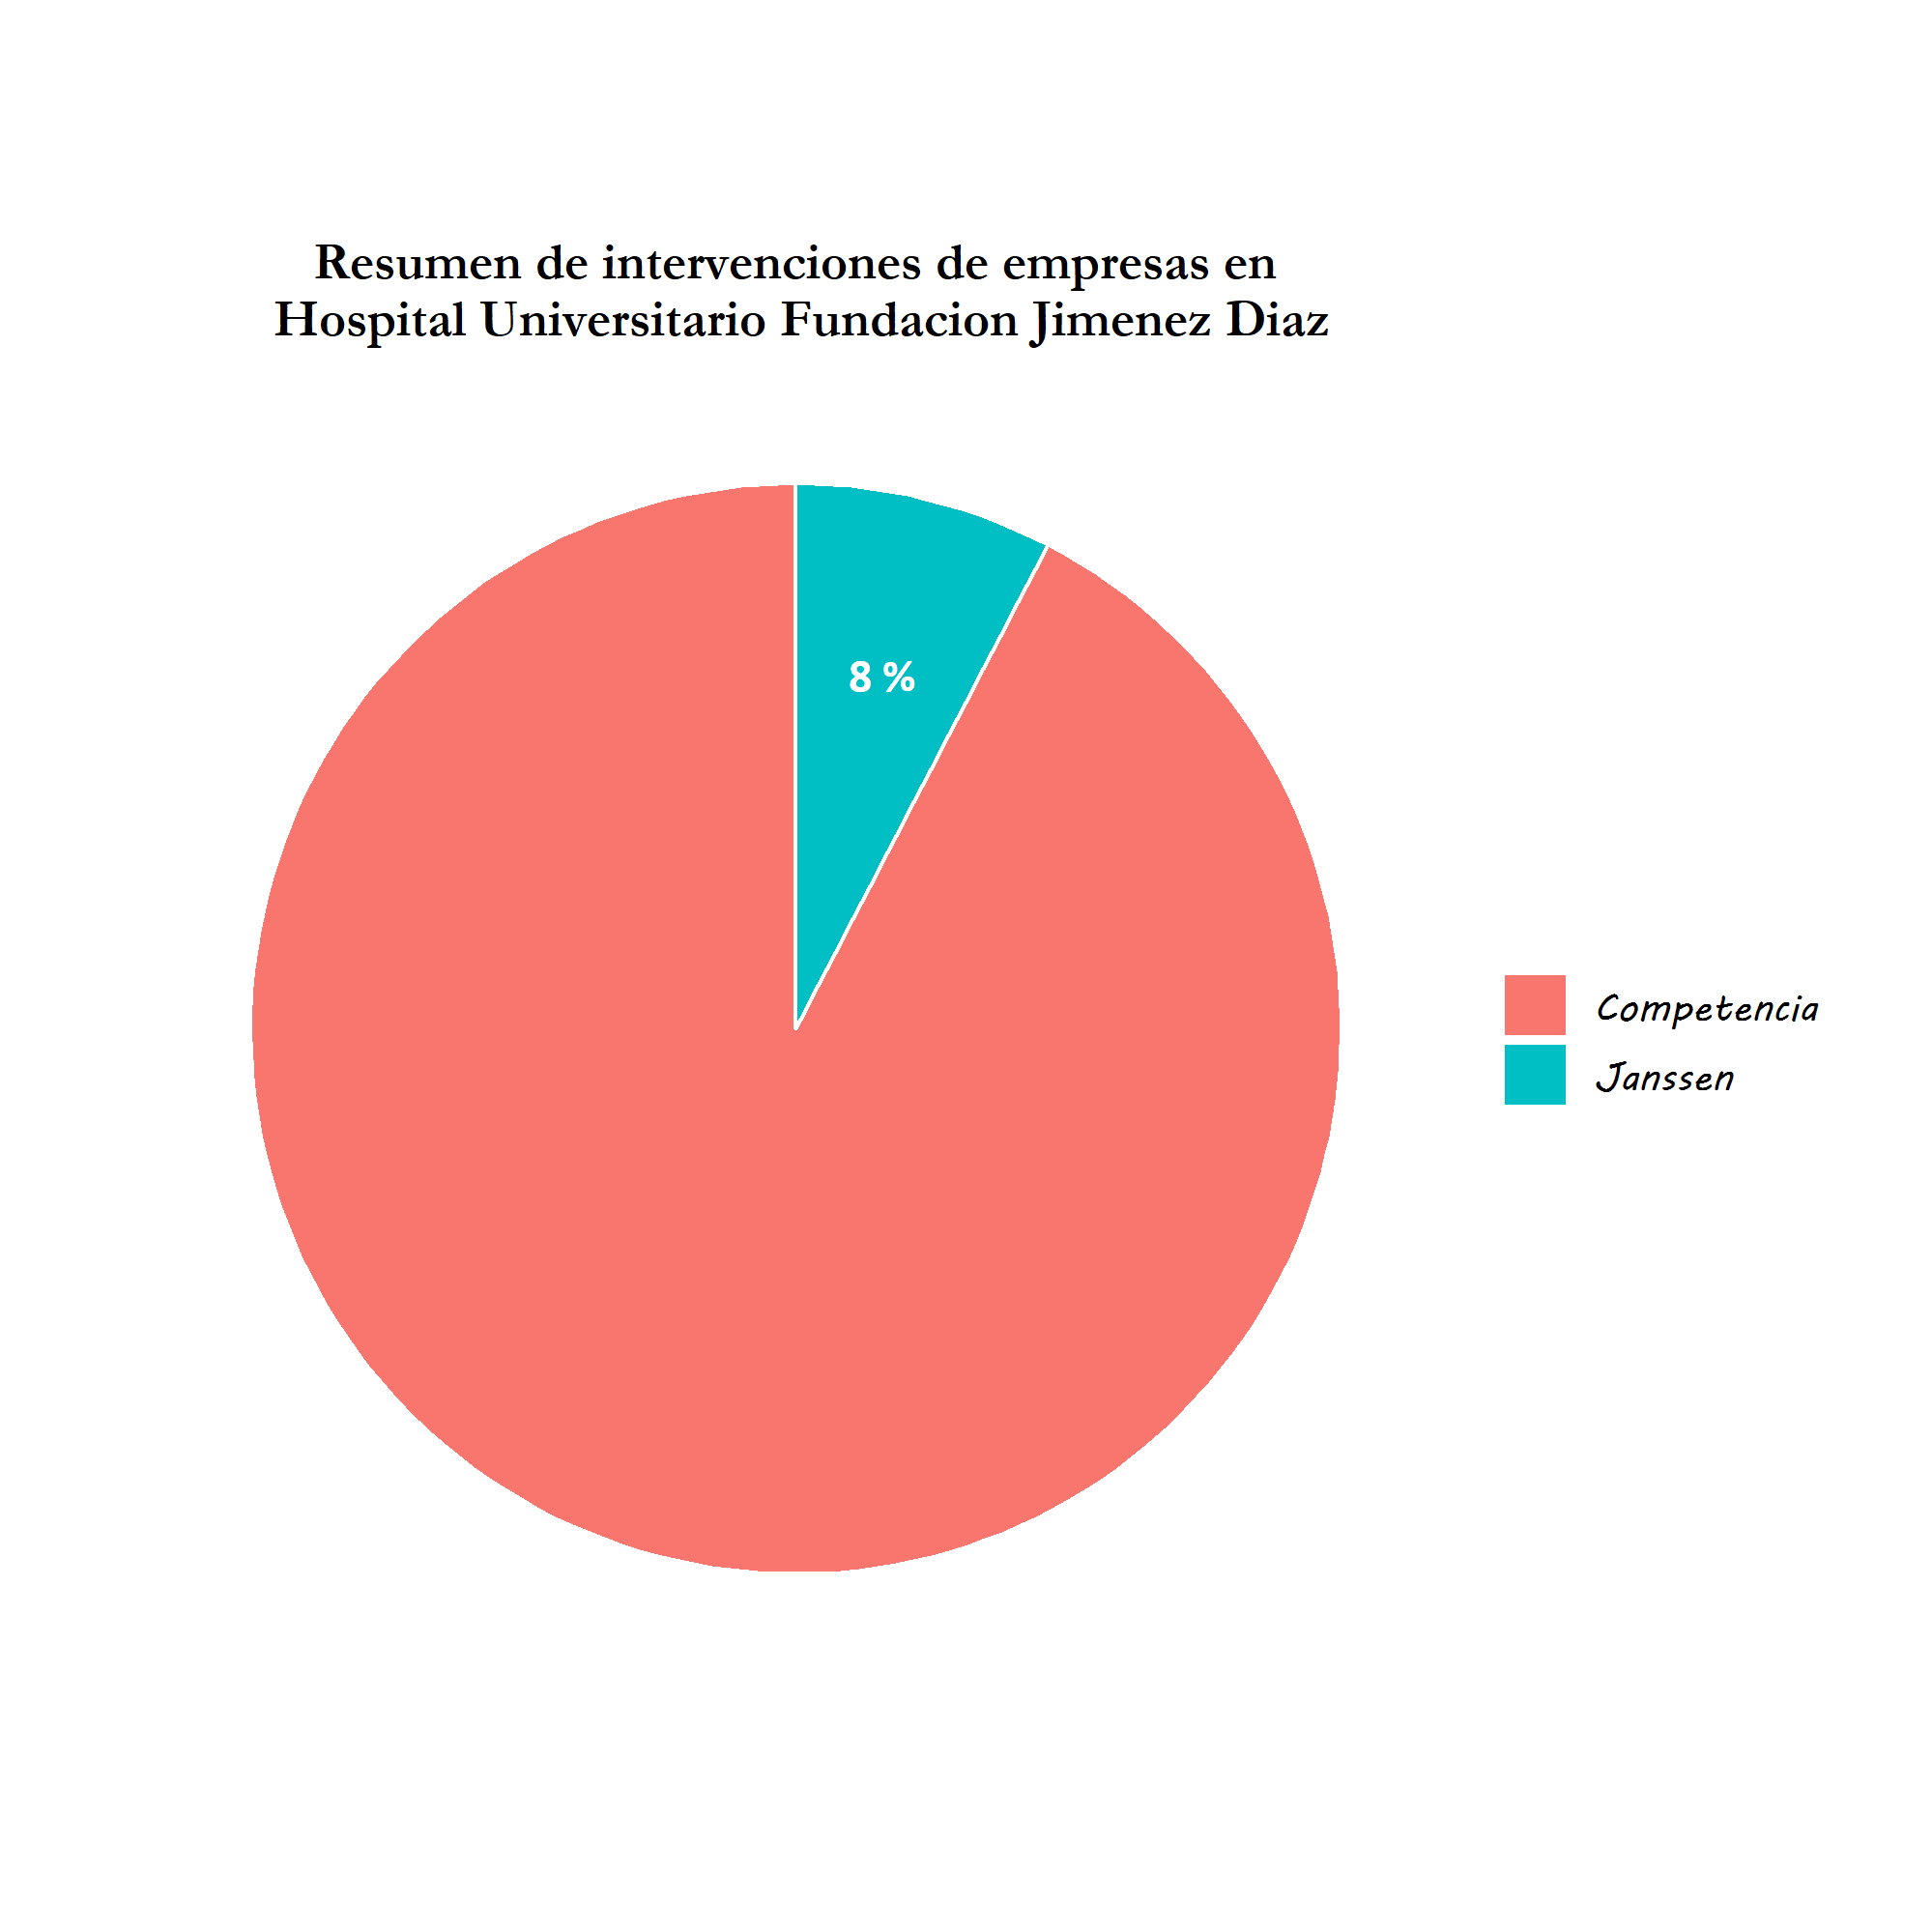 Resumen de intervenciones de empresas en
Hospital Universitario Fundacion Jimenez Diaz
8 %
Competencia
Janssen